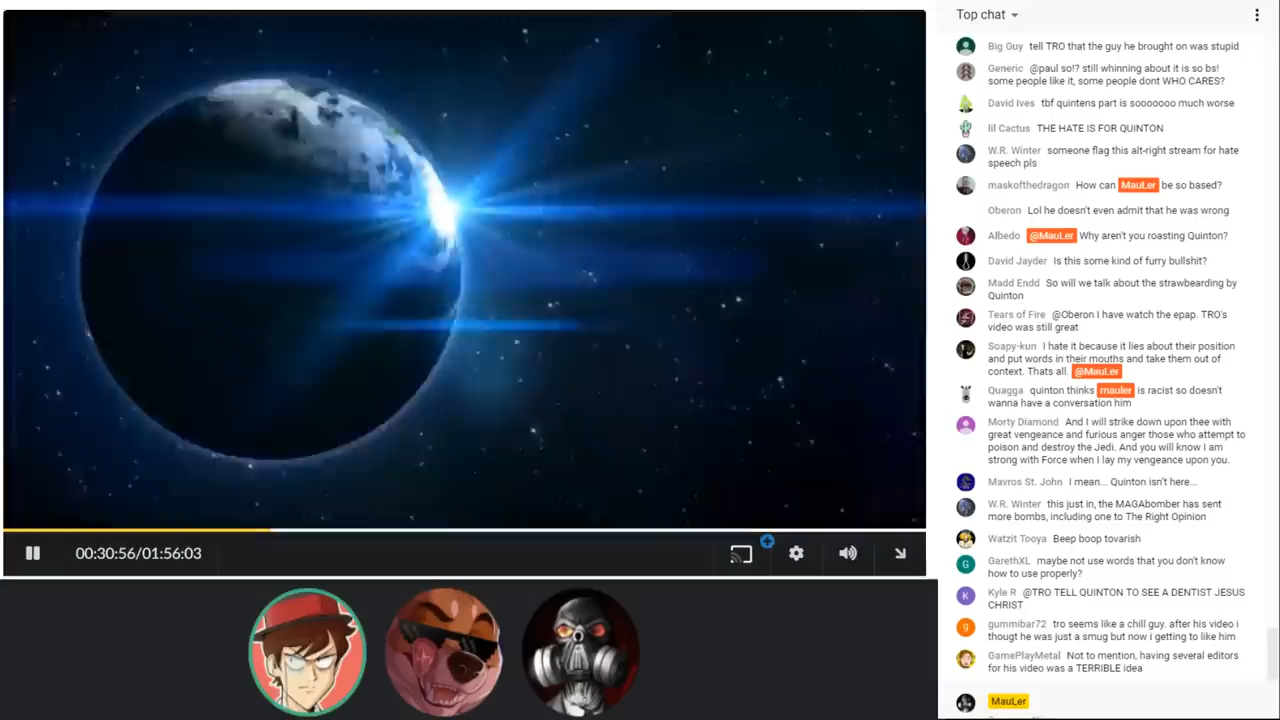 Top chat
Big Guy tell TRO that the guy he brought on was stupid
Generic @paul so!? still whinning about it is so bs!
some people like it, some people dont WHO CARES?
David Ives tbf quintens part is sooooooo much worse
lil Cactus THE HATE IS FOR QUINTON
W.R. Winter someone flag this alt-right stream for hate
speech pls
maskofthedragon How can MauLer be so based?
Oberon Lol he doesn't even admit that he was wrong
Albedo @MauLer Why aren't you roasting Quinton?
David Jayder Is this some kind of furry bullshit?
Madd Endd So will we talk about the strawbearding by
Quinton
Tears of Fire @Oberon I have watch the epap. TRO's
video was still great
Soapy-kun I hate it because it lies about their position
and put words in their mouths and take them out of
context. Thats all. @MauLer
Quagga quinton thinks mauler is racist so doesn't
wanna have a conversation him
Morty Diamond And I will strike down upon thee with
great vengeance and furious anger those who attempt to
poison and destroy the Jedi. And you will know I am
strong with Force when I lay my vengeance upon you.
Mavros St. John I mean... Quinton isn't here...
W.R. Winter this just in, the MAGAbomber has sent
more bombs, including one to The Right Opinion
Watzit Tooya Beep boop tovarish
G
GarethXL maybe not use words that you don't know
how to use properly?
K
Kyle R @TRO TELL QUINTON TO SEE A DENTIST JESUS
CHRIST
9
gummibar72 tro seems like a chill guy. after his video i
thougt he was just a smug but now i getting to like him
GamePlayMetal Not to mention, having several editors
for his video was a TERRIBLE idea
MauLer
00:30:56/01:56:03